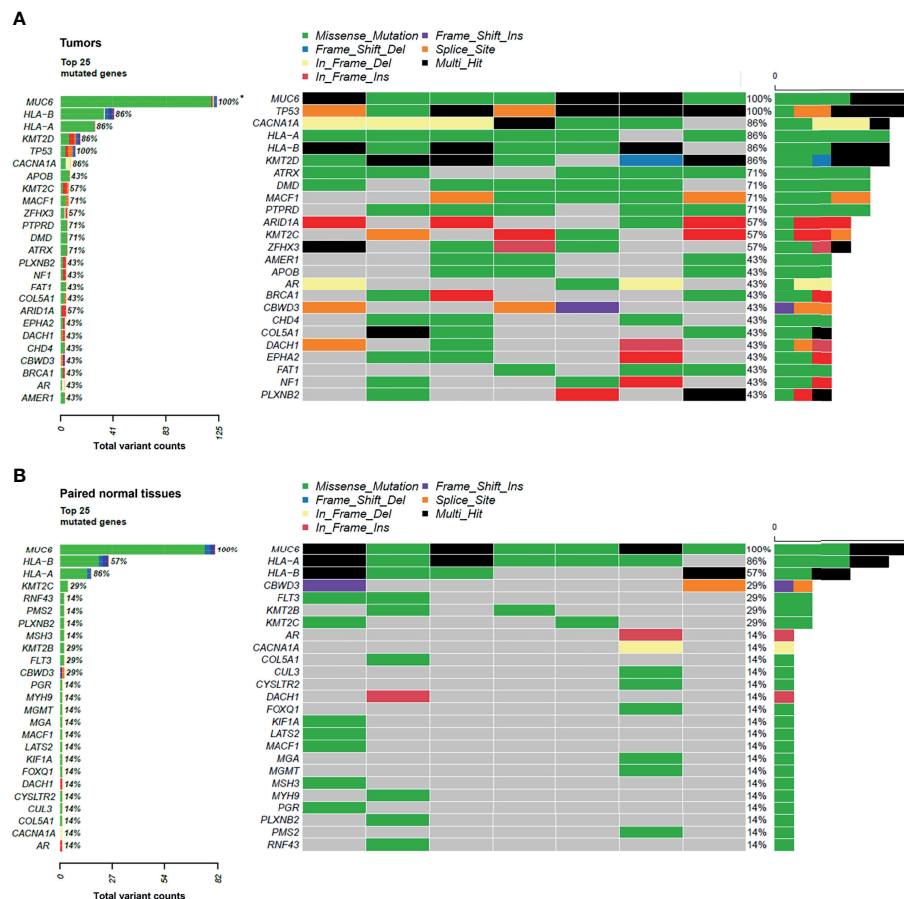 A
Tumors
Top 25
mutated genes
MUC6 100% *
HLA-B 86%
HLA-A 86%
KMT2D 86%
TP53 100%
CACNA1A 86%
APOB 43%
KMT2C 57%
MACF1 71%
ZFHX3 57%
PTPRD 71%
DMD 71%
ATRX 71%
PLXNB2 43%
NF1 43%
FAT1 43%
COL5A1 43%
ARID1A 57%
EPHA2 43%
DACH1 43%
CHD4 43%
CBWD3 43%
BRCA1 43%
AR 43%
AMER1 43%
0 41 83 125
Total variant counts
Missense_Mutation Frame_Shift_Ins
Frame_Shift_Del Splice_Site
In_Frame_Del Multi_Hit
In_Frame_Ins
0
MUC6 100%
TP53 100%
CACNA1A 86%
HLA-A 86%
HLA-B 86%
KMT2D 86%
ATRX 71%
DMD 71%
MACF1 71%
PTPRD 71%
ARID1A 57%
KMT2C 57%
ZFHX3 57%
AMER1 43%
APOB 43%
AR 43%
BRCA1 43%
CBWD3 43%
CHD4 43%
COL5A1 43%
DACH1 43%
EPHA2 43%
FAT1 43%
NF1 43%
PLXNB2 43%
B
Paired normal tissues
Top 25
mutated genes
MUC6 100%
HLA-B 57%
HLA-A 86%
KMT2C 29%
RNF43 14%
PMS2 14%
PLXNB2 14%
MSH3 14%
KMT2B 29%
FLT3 29%
CBWD3 29%
PGR 14%
MYH9 14%
MGMT 14%
MGA 14%
MACF1 14%
LATS2 14%
KIF1A 14%
FOXQ1 14%
DACH1 14%
CYSLTR2 14%
CUL3 14%
COL5A1 14%
CACNA1A 14%
AR 14%
0 27 54 82
Total variant counts
Missense_Mutation Frame_Shift_Ins
Frame_Shift_Del Splice_Site
In_Frame_Del Multi_Hit
In_Frame_Ins
0
MUC6 100%
HLA-A 86%
HLA-B 57%
CBWD3 29%
FLT3 29%
KMT2B 29%
KMT2C 29%
AR 14%
CACNA1A 14%
COL5A1 14%
CUL3 14%
CYSLTR2 14%
DACH1 14%
FOXQ1 14%
KIF1A 14%
LATS2 14%
MACF1 14%
MGA 14%
MGMT 14%
MSH3 14%
MYH9 14%
PGR 14%
PLXNB2 14%
PMS2 14%
RNF43 14%